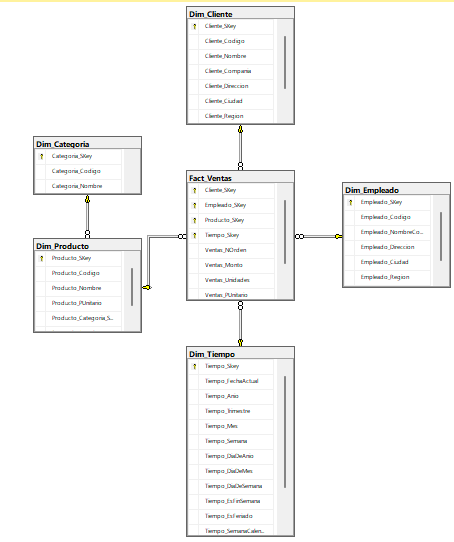 Dim_Cliente
Cliente_SKey
Cliente_Codigo
Cliente_Nombre
Cliente_Compania
Cliente_Direccion
Cliente_Ciudad
Cliente_Region
Dim_Categoria
Categoria_SKey
Categoria_Codigo
Categoria_Nombre
Fact_Ventas
Cliente_SKey
Empleado_SKey
Producto_SKey
Tiempo_SKey
Ventas_NOrden
Ventas_Monto
Ventas_Unidades
Ventas_PUnitario
Dim_Empleado
Empleado_SKey
Empleado_Codigo
Empleado_NombreCo...
Empleado_Direccion
Empleado_Ciudad
Empleado_Region
Dim_Producto
Producto_SKey
Producto_Codigo
Producto_Nombre
Producto_PUnitario
Producto_Categoria_S...
Dim_Tiempo
Tiempo_Skey
Tiempo_FechaActual
Tiempo_Anio
Tiempo_Trimestre
Tiempo_Mes
Tiempo_Semana
Tiempo_DiaDeAnio
Tiempo_DiaDeMes
Tiempo_DiaDeSemana
Tiempo_EsFinSemana
Tiempo_EsFeriado
Tiempo_SemanaCalen...